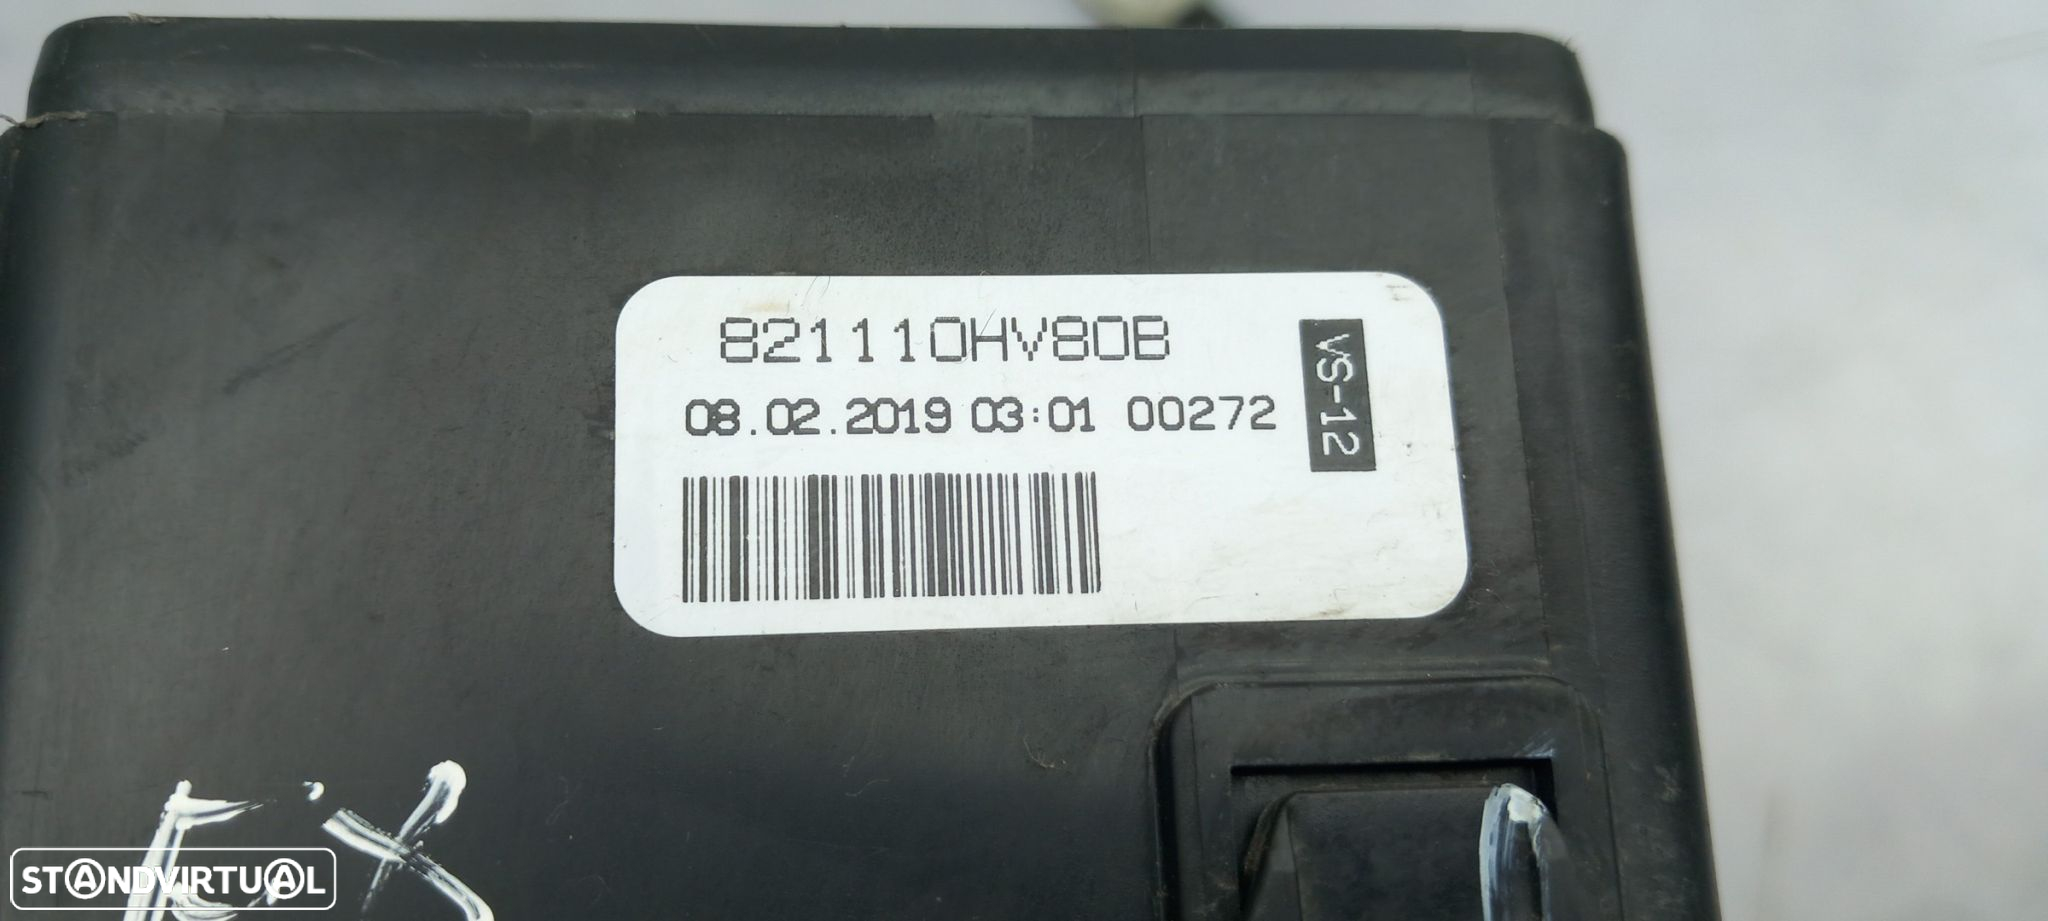 821110HV80B
08.02.2019 03:01 00272
VS-12
STANDVIRTUAL